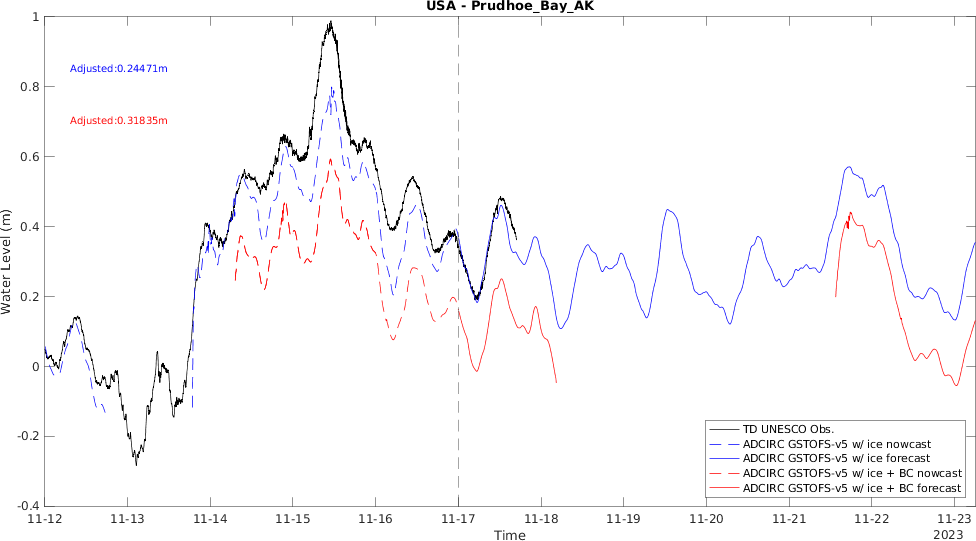 USA - Prudhoe_Bay_AK
Adjusted:0.24471m
Adjusted:0.31835m
Water Level (m)
1
0.8
0.6
0.4
0.2
0
-0.2
-0.4
TD UNESCO Obs.
ADCIRC GSTOFS-v5 w/ ice nowcast
ADCIRC GSTOFS-v5 w/ ice forecast
ADCIRC GSTOFS-v5 w/ ice + BC nowcast
ADCIRC GSTOFS-v5 w/ ice + BC forecast
11-12 11-13 11-14 11-15 11-16 11-17 11-18 11-19 11-20 11-21 11-22 11-23
Time 2023